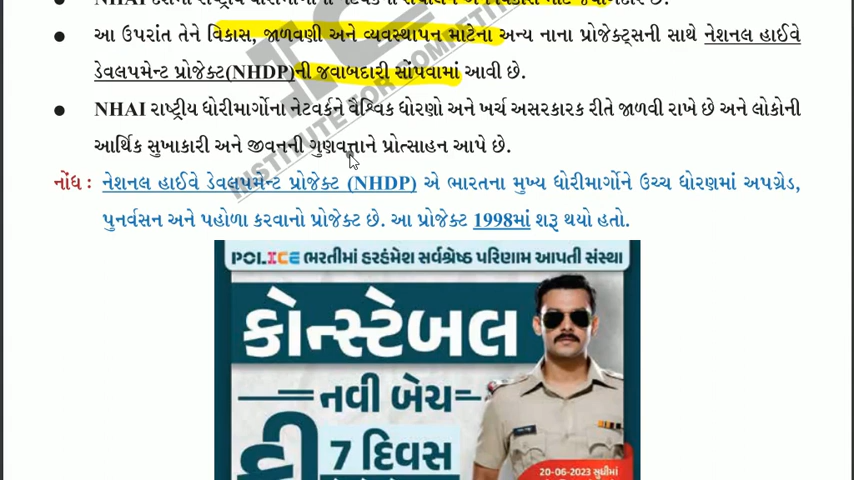 આ ઉપરાંત તેને વિકાસ, જાળવણી અને વ્યવસ્થાપન માટેના અન્ય નાના પ્રોજેક્ટ્સની સાથે નેશનલ હાઈવે
ડેવલપમેન્ટ પ્રોજેક્ટ(NHDP)ની જવાબદારી સોંપવામાં આવી છે.
NHAI રાષ્ટ્રીય ધોરીમાર્ગોના નેટવર્કને વૈશ્વિક ધોરણો અને ખર્ચ અસરકારક રીતે જાળવી રાખે છે અને લોકોની
આર્થિક સુખાકારી અને જીવનની ગુણવત્તાને પ્રોત્સાહન આપે છે.
નોંધ : નેશનલ હાઈવે ડેવલપમેન્ટ પ્રોજેક્ટ (NHDP) એ ભારતના મુખ્ય ધોરીમાર્ગોને ઉચ્ચ ધોરણમાં અપગ્રેડ,
પુનર્વસન અને પહોળા કરવાનો પ્રોજેક્ટ છે. આ પ્રોજેક્ટ 1998માં શરૂ થયો હતો.
INSTITUTE FOR COMPETITI
POLICE ભરતીમાં હરહંમેશ સર્વશ્રેષ્ઠ પરિણામ આપતી સંસ્થા
કોન્સ્ટેબલ
નવી બેચ
7 દિવસ
20-06-2023 સુધીમાં